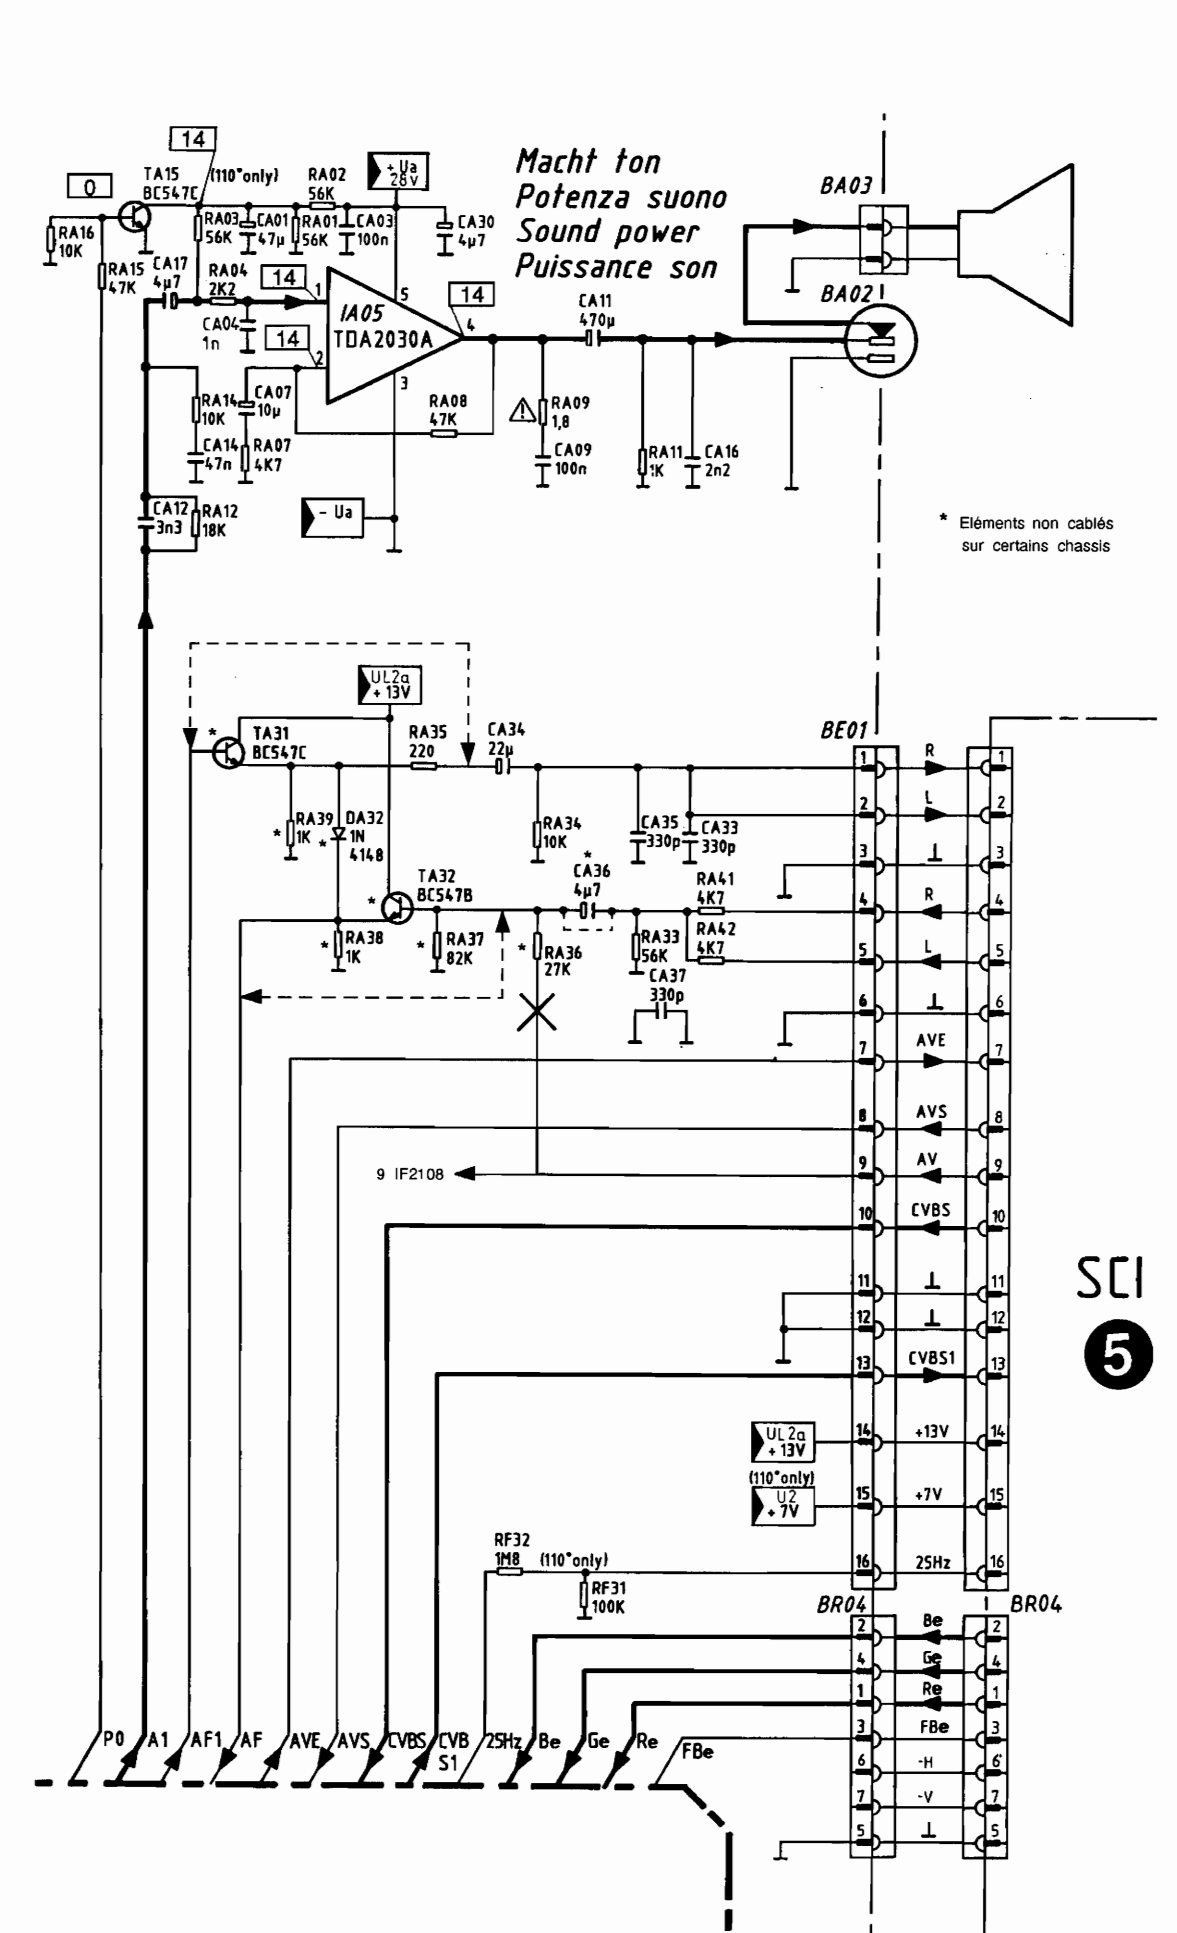 14
0
TA15
BC547C
(110°only)
RA02
56K
+ Ua
28V
Macht ton
Potenza suono
Sound power
Puissance son
BA03
RA16
10K
RA03
56K
CA01
47µ
RA01
56K
CA03
100n
CA30
4µ7
RA15
47K
CA17
4µ7
RA04
2K2
14
1
IA05
TDA2030A
5
14
4
CA11
470µ
BA02
CA04
1n
14
2
3
RA14
10K
CA07
10µ
RA08
47K
RA09
1,8
CA14
47n
RA07
4K7
CA09
100n
RA11
1K
CA16
2n2
CA12
3n3
RA12
18K
- Ua
* Eléments non cablés
sur certains chassis
UL2a
+ 13V
*
TA31
BC547C
RA35
220
CA34
22µ
BE01
1
R
1
RA39
* 1K
DA32
1N
* 4148
RA34
10K
CA35
330p
CA33
330p
2
L
2
3
⊥
3
TA32
BC547B
*
*
CA36
4µ7
RA41
4K7
4
R
4
* RA38
1K
* RA37
82K
* RA36
27K
RA33
56K
RA42
4K7
5
L
5
CA37
330p
6
⊥
6
7
AVE
7
8
AVS
8
9 IF2108
9
AV
9
10
CVBS
10
11
⊥
11
SCI
12
⊥
12
5
13
CVBS1
13
UL2a
+ 13V
14
+13V
14
(110°only)
U2
+ 7V
15
+7V
15
RF32
1M8
(110°only)
16
25Hz
16
RF31
100K
BR04
BR04
2
Be
2
4
Ge
4
1
Re
1
3
FBe
3
P0
A1
AF1
AF
AVE
AVS
CVBS
CVB
S1
25Hz
Be
Ge
Re
FBe
6
-H
6
7
-V
7
5
⊥
5